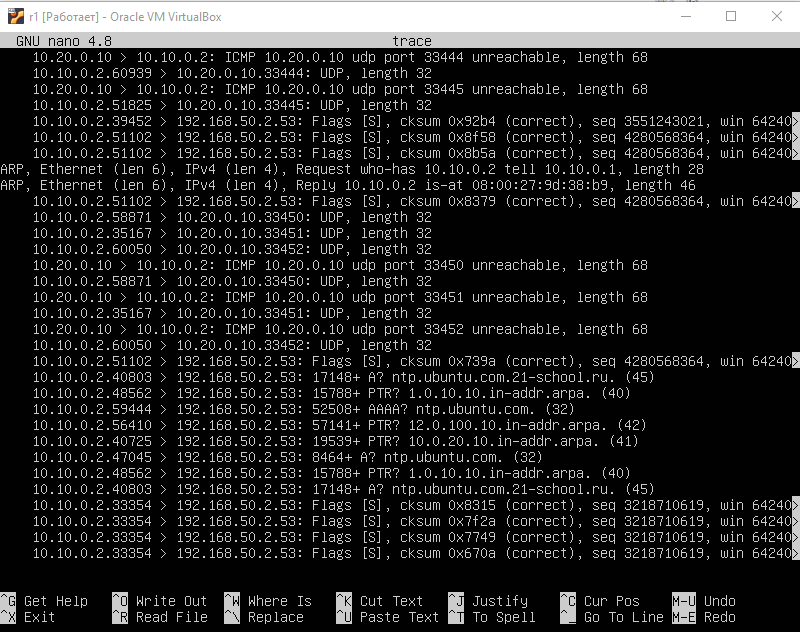 r1 [Работает] - Oracle VM VirtualBox
GNU nano 4.8 trace
10.20.0.10 > 10.10.0.2: ICMP 10.20.0.10 udp port 33444 unreachable, length 68
10.10.0.2.60939 > 10.20.0.10.33444: UDP, length 32
10.20.0.10 > 10.10.0.2: ICMP 10.20.0.10 udp port 33445 unreachable, length 68
10.10.0.2.51825 > 10.20.0.10.33445: UDP, length 32
10.10.0.2.39452 > 192.168.50.2.53: Flags [S], cksum 0x92b4 (correct), seq 3551243021, win 64240>
10.10.0.2.51102 > 192.168.50.2.53: Flags [S], cksum 0x8f58 (correct), seq 4280568364, win 64240>
10.10.0.2.51102 > 192.168.50.2.53: Flags [S], cksum 0x8b5a (correct), seq 4280568364, win 64240>
ARP, Ethernet (len 6), IPv4 (len 4), Request who-has 10.10.0.2 tell 10.10.0.1, length 28
ARP, Ethernet (len 6), IPv4 (len 4), Reply 10.10.0.2 is-at 08:00:27:9d:38:b9, length 46
10.10.0.2.51102 > 192.168.50.2.53: Flags [S], cksum 0x8379 (correct), seq 4280568364, win 64240>
10.10.0.2.58871 > 10.20.0.10.33450: UDP, length 32
10.10.0.2.35167 > 10.20.0.10.33451: UDP, length 32
10.10.0.2.60050 > 10.20.0.10.33452: UDP, length 32
10.20.0.10 > 10.10.0.2: ICMP 10.20.0.10 udp port 33450 unreachable, length 68
10.10.0.2.58871 > 10.20.0.10.33450: UDP, length 32
10.20.0.10 > 10.10.0.2: ICMP 10.20.0.10 udp port 33451 unreachable, length 68
10.10.0.2.35167 > 10.20.0.10.33451: UDP, length 32
10.20.0.10 > 10.10.0.2: ICMP 10.20.0.10 udp port 33452 unreachable, length 68
10.10.0.2.60050 > 10.20.0.10.33452: UDP, length 32
10.10.0.2.51102 > 192.168.50.2.53: Flags [S], cksum 0x739a (correct), seq 4280568364, win 64240>
10.10.0.2.40803 > 192.168.50.2.53: 17148+ A? ntp.ubuntu.com.21-school.ru. (45)
10.10.0.2.48562 > 192.168.50.2.53: 15788+ PTR? 1.0.10.10.in-addr.arpa. (40)
10.10.0.2.59444 > 192.168.50.2.53: 52508+ AAAA? ntp.ubuntu.com. (32)
10.10.0.2.56410 > 192.168.50.2.53: 57141+ PTR? 12.0.100.10.in-addr.arpa. (42)
10.10.0.2.40725 > 192.168.50.2.53: 19539+ PTR? 10.0.20.10.in-addr.arpa. (41)
10.10.0.2.47045 > 192.168.50.2.53: 8464+ A? ntp.ubuntu.com. (32)
10.10.0.2.48562 > 192.168.50.2.53: 15788+ PTR? 1.0.10.10.in-addr.arpa. (40)
10.10.0.2.40803 > 192.168.50.2.53: 17148+ A? ntp.ubuntu.com.21-school.ru. (45)
10.10.0.2.33354 > 192.168.50.2.53: Flags [S], cksum 0x8315 (correct), seq 3218710619, win 64240>
10.10.0.2.33354 > 192.168.50.2.53: Flags [S], cksum 0x7f2a (correct), seq 3218710619, win 64240>
10.10.0.2.33354 > 192.168.50.2.53: Flags [S], cksum 0x7749 (correct), seq 3218710619, win 64240>
10.10.0.2.33354 > 192.168.50.2.53: Flags [S], cksum 0x670a (correct), seq 3218710619, win 64240>
^G Get Help ^O Write Out ^W Where Is ^K Cut Text ^J Justify ^C Cur Pos M-U Undo
^X Exit ^R Read File ^\ Replace ^U Paste Text ^T To Spell ^_ Go To Line M-E Redo